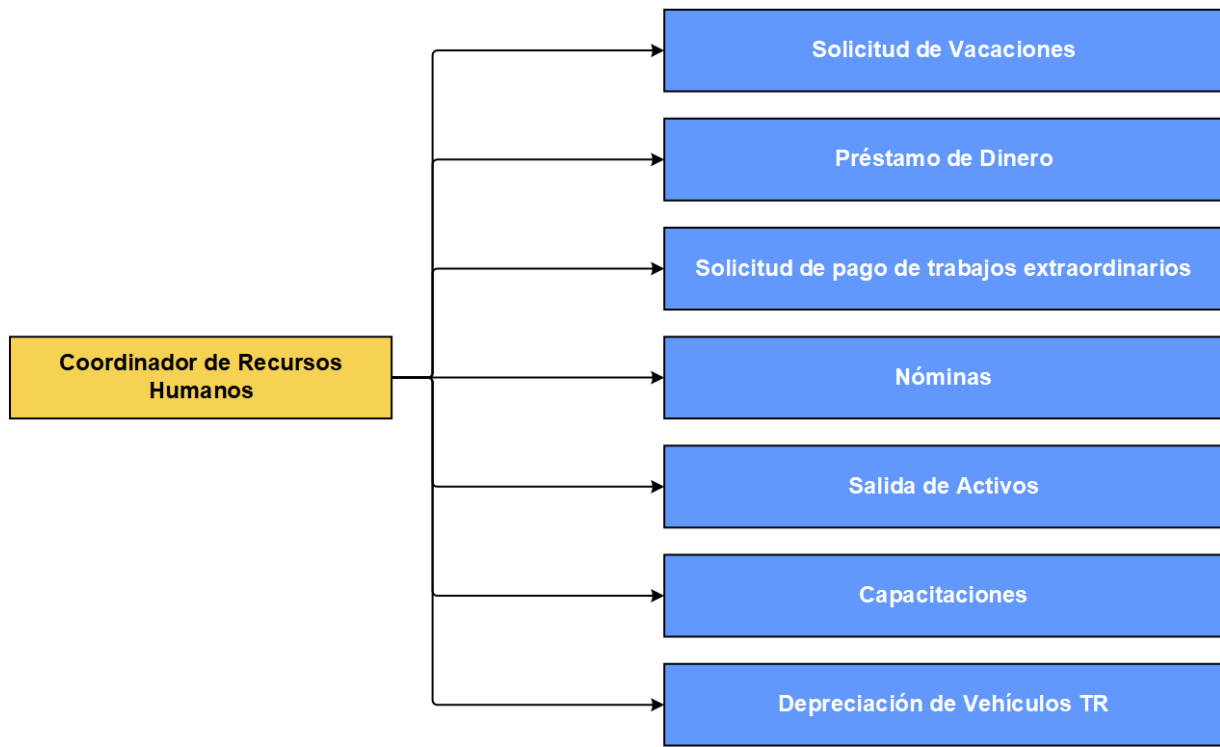 Solicitud de Vacaciones
Préstamo de Dinero
Solicitud de pago de trabajos extraordinarios
Coordinador de Recursos
Humanos
Nóminas
Salida de Activos
Capacitaciones
Depreciación de Vehículos TR